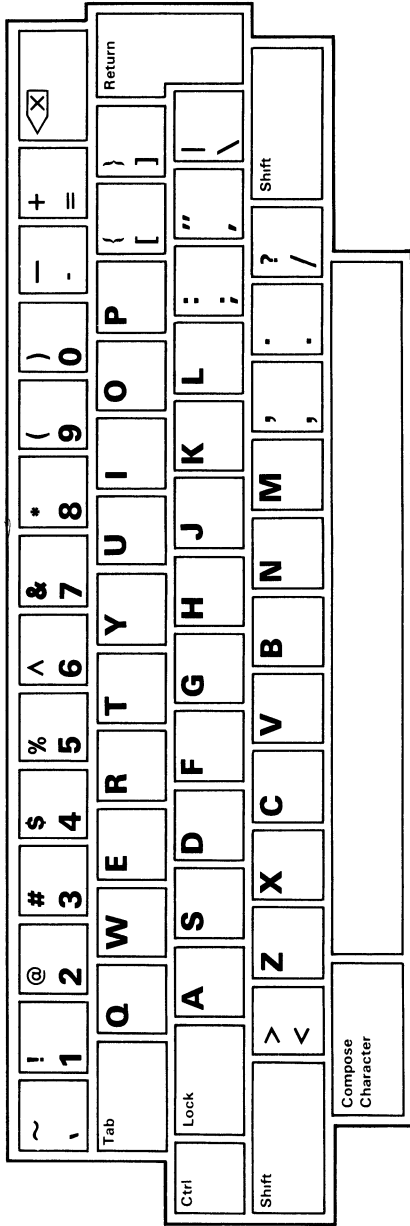 ~ ! @ # $ % ^ & * ( ) — + ⌫
` 1 2 3 4 5 6 7 8 9 0 - =
Tab Q W E R T Y U I O P { } Return
[ ]
Ctrl Lock A S D F G H J K L : " |
; ' \
Shift > Z X C V B N M , . ? Shift
< , . /
Compose
Character